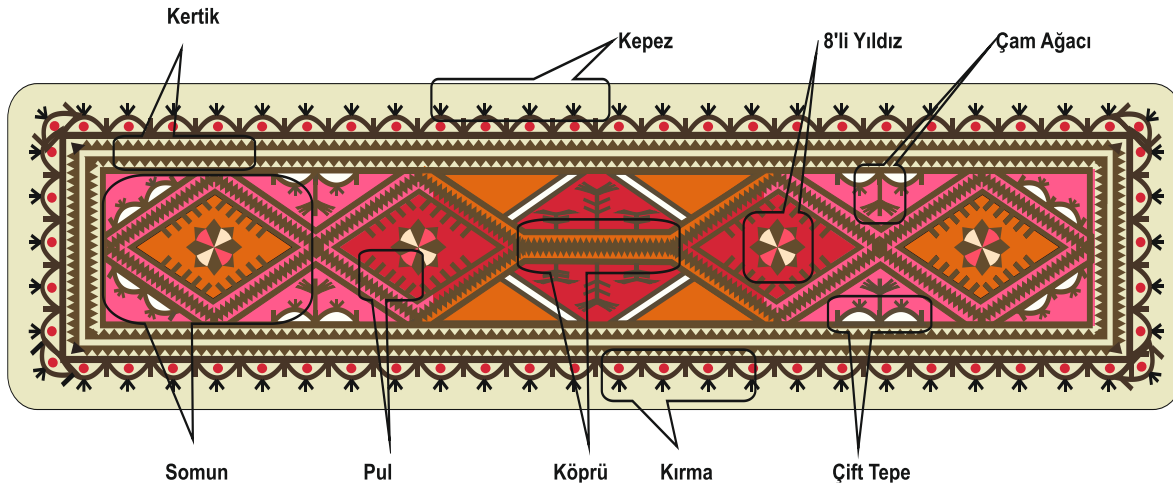 Kertik
Kepez
8'li Yıldız
Çam Ağacı
Somun
Pul
Köprü
Kırma
Çift Tepe